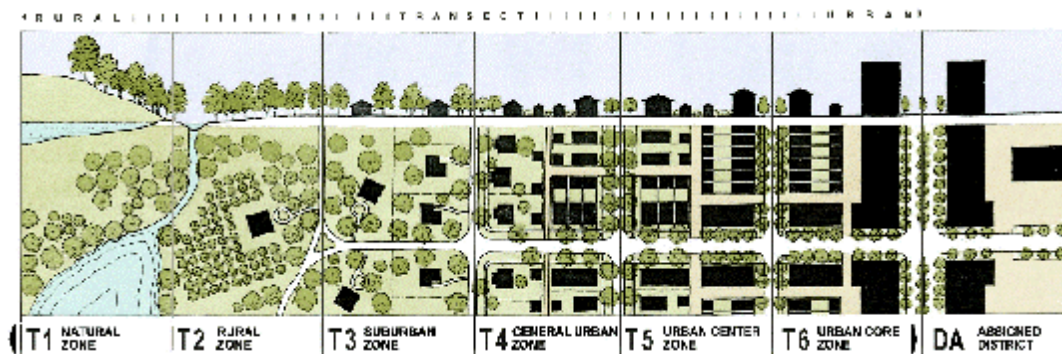 RURAL TRANSECT URBAN
T1 NATURAL ZONE
T2 RURAL ZONE
T3 SUBURBAN ZONE
T4 GENERAL URBAN ZONE
T5 URBAN CENTER ZONE
T6 URBAN CORE ZONE
DA ASSIGNED DISTRICT